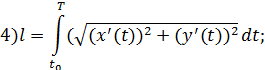 4) l = ∫_{t₀}^{T} (√((x′(t))² + (y′(t))²) dt;